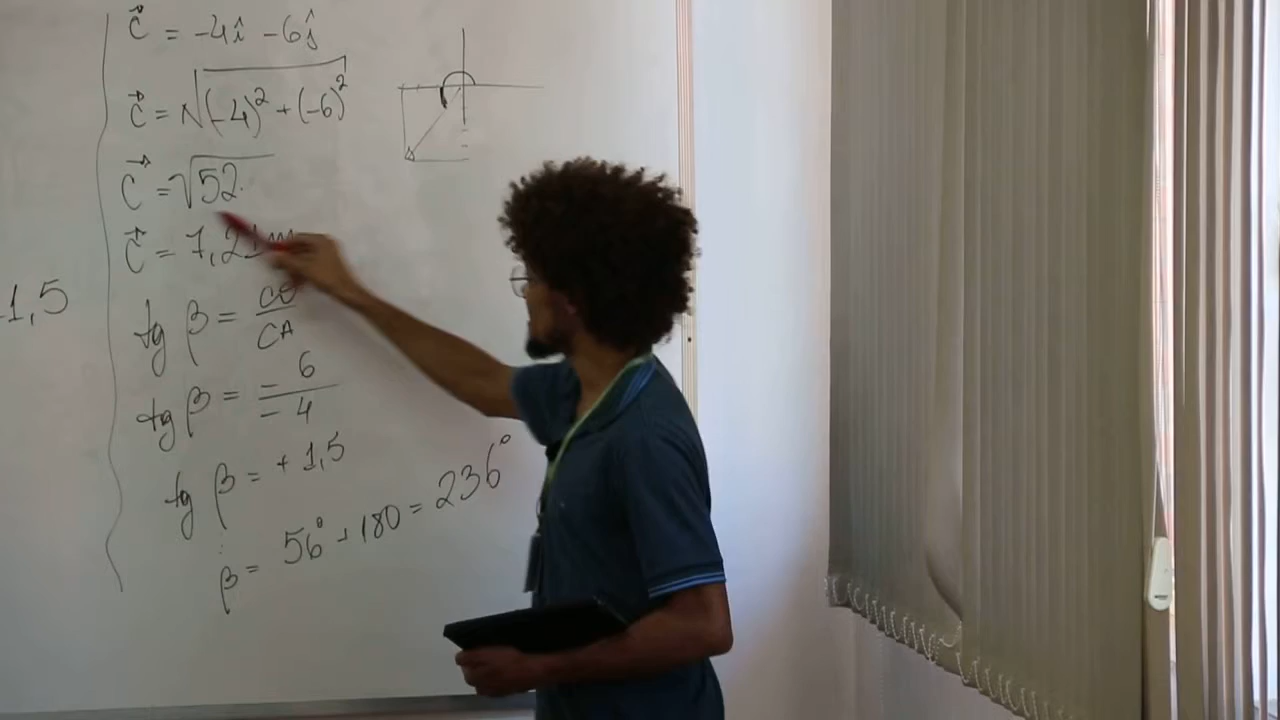 C⃗ = -4î -6ĵ
C⃗ = √(-4)² + (-6)²
C⃗ = √52
C⃗ = 7,21m
-1,5
tg β = CO/CA
tg β = -6/-4
tg β = +1,5
β = 56° + 180 = 236°